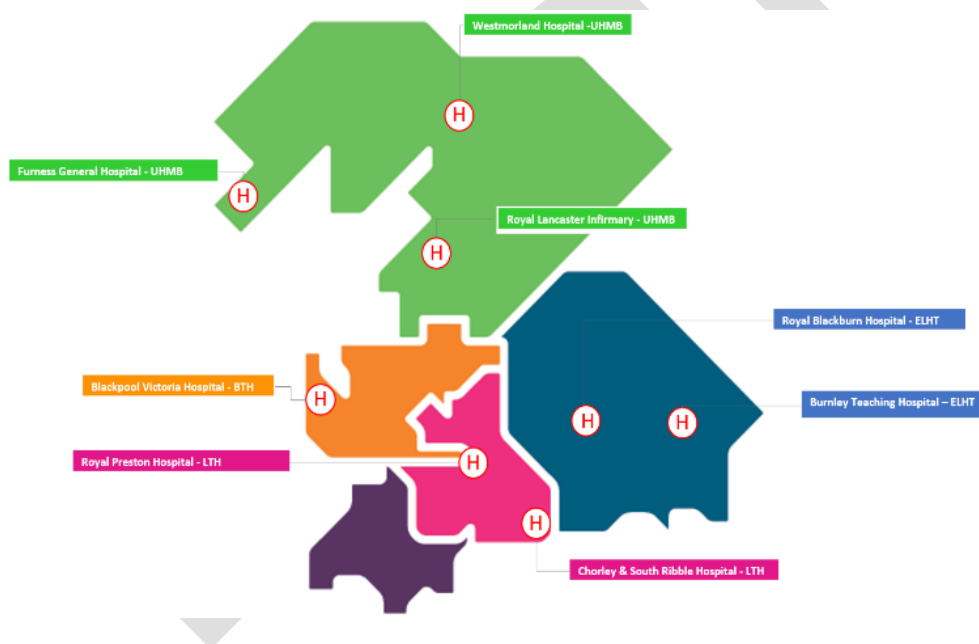 Westmorland Hospital -UHMB
Furness General Hospital - UHMB
Royal Lancaster Infirmary - UHMB
Royal Blackburn Hospital - ELHT
Blackpool Victoria Hospital - BTH
Burnley Teaching Hospital – ELHT
Royal Preston Hospital - LTH
Chorley & South Ribble Hospital - LTH
H
H
H
H
H
H
H
H